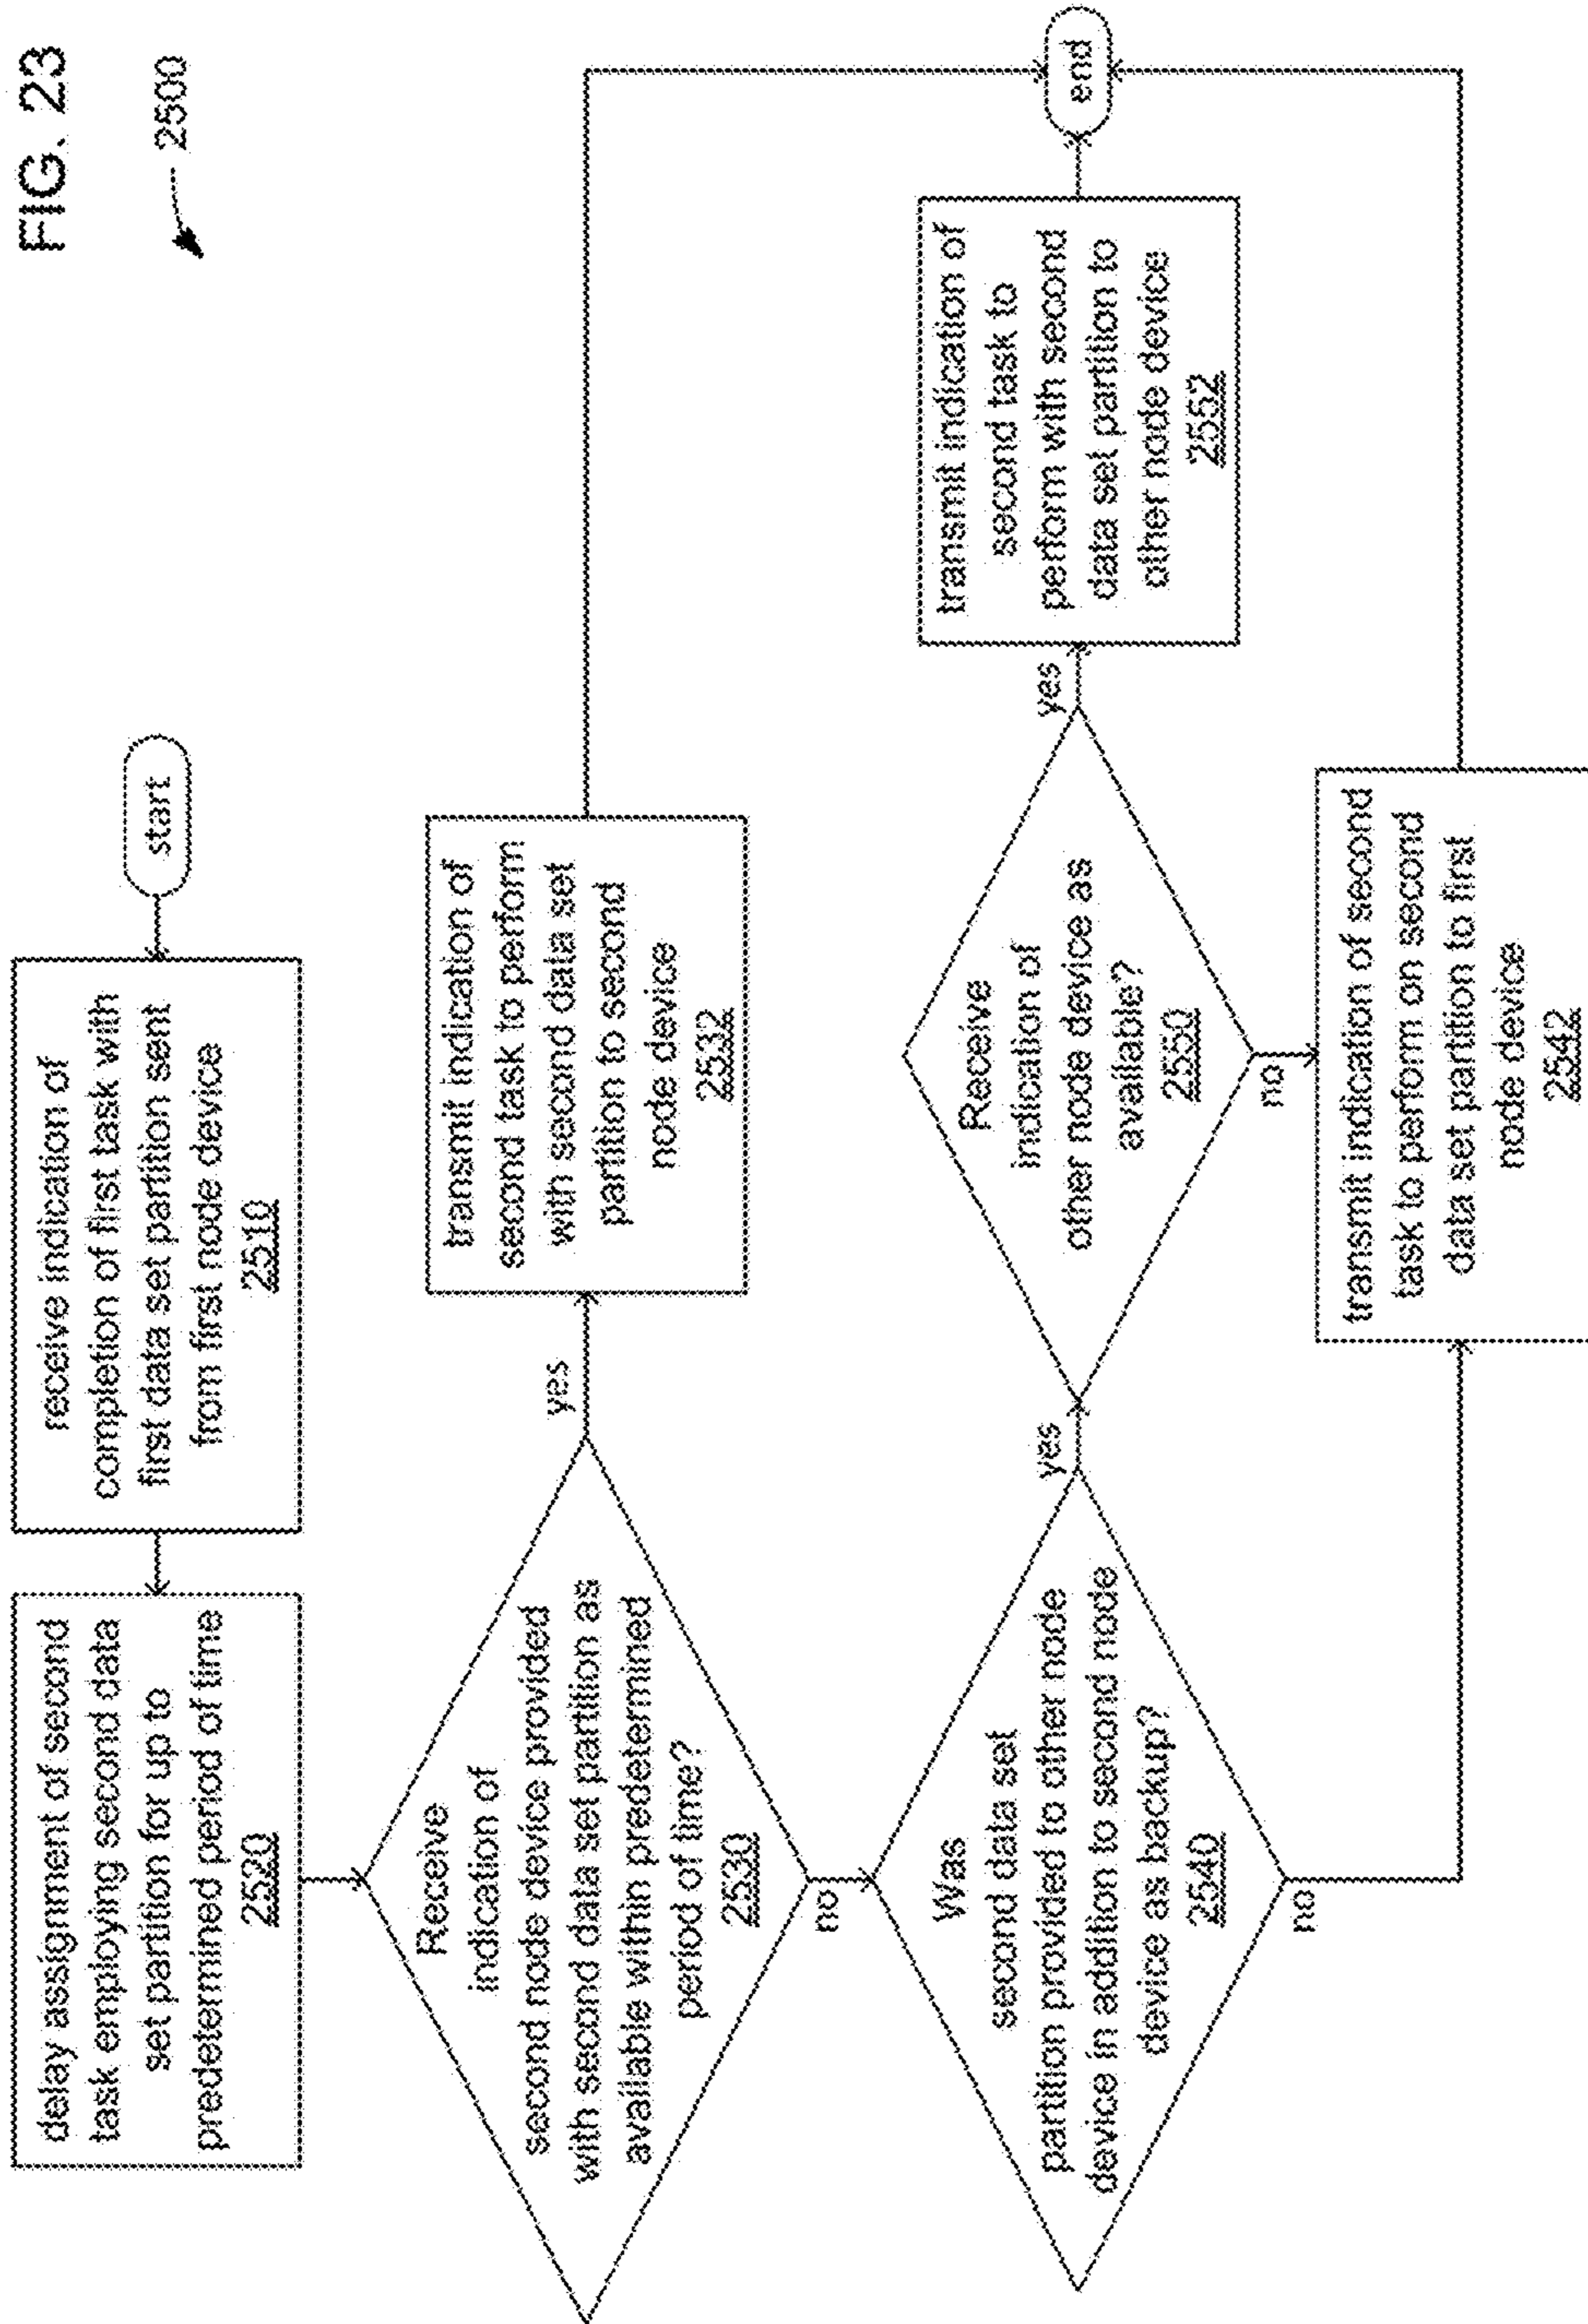 FIG. 23
2500
start
receive indication of
completion of first task with
first data set partition sent
from first node device
2510
delay assignment of second
task employing second data
set partition for up to
predetermined period of time
2520
Receive
indication of
second node device provided
with second data set partition as
available within predetermined
period of time?
2530
yes
transmit indication of
second task to perform
with second data set
partition to second
node device
2532
no
Was
second data set
partition provided to other node
device in addition to second node
device as backup?
2540
yes
Receive
indication of
other node device as
available?
2550
yes
transmit indication of
second task to
perform with second
data set partition to
other node device
2552
end
no
no
transmit indication of second
task to perform on second
data set partition to first
node device
2542